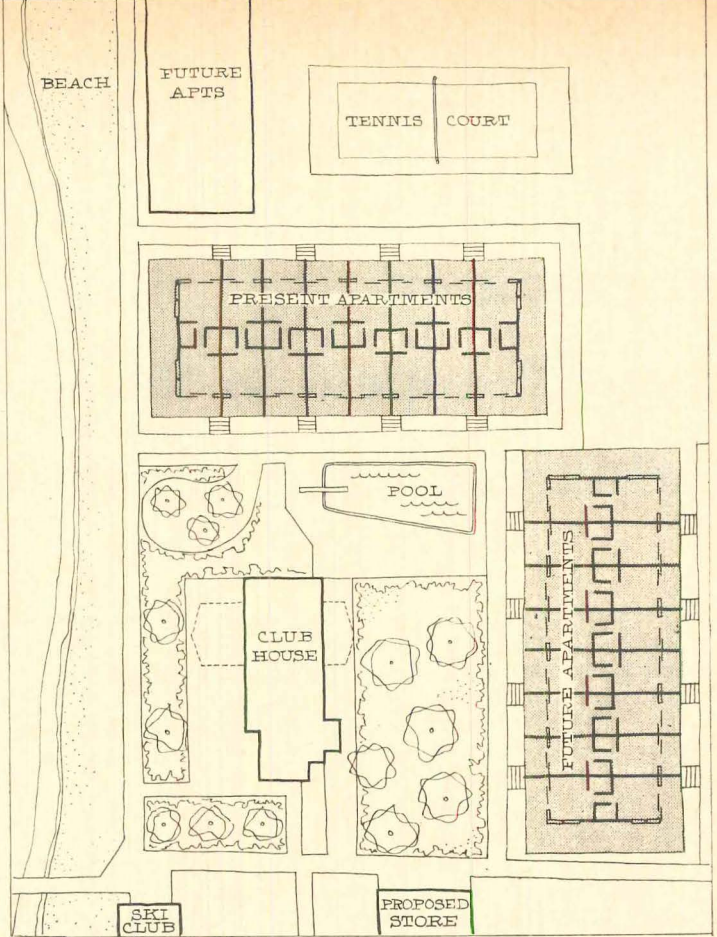 BEACH
FUTURE
APTS
TENNIS COURT
PRESENT APARTMENTS
POOL
CLUB
HOUSE
FUTURE APARTMENTS
SKI
CLUB
PROPOSED
STORE